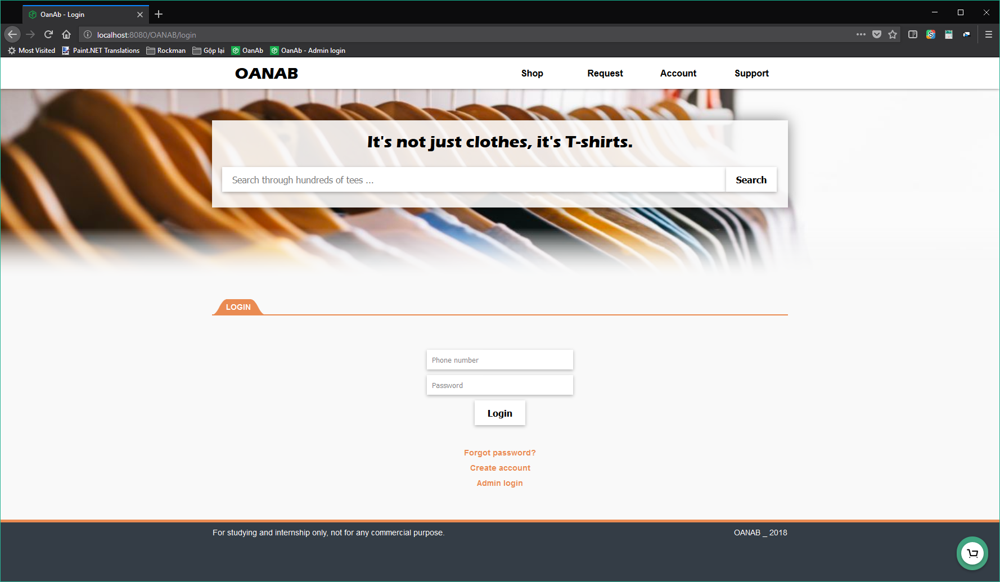 OanAb - Login
localhost:8080/OANAB/login
Most Visited Paint.NET Translations Rockman Gộp lại OanAb OanAb - Admin login
OANAB Shop Request Account Support
It's not just clothes, it's T-shirts.
Search through hundreds of tees ... Search
LOGIN
Phone number
Password
Login
Forgot password?
Create account
Admin login
For studying and internship only, not for any commercial purpose. OANAB _ 2018